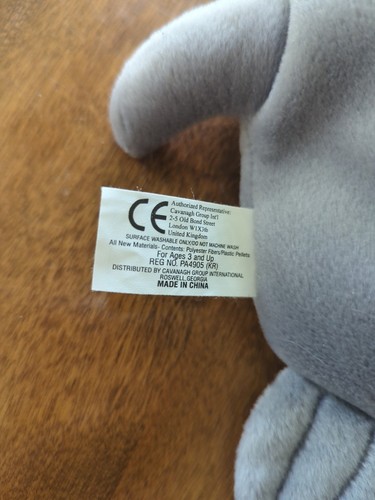 CE
Authorized Representative:
Cavanagh Group Int'l
2-5 Old Bond Street
London W1X3tb
United Kingdom
SURFACE WASHABLE ONLY/DO NOT MACHINE WASH
All New Materials- Contents: Polyester Fibers/Plastic Pelletts
For Ages 3 and Up
REG NO. PA4905 (KR)
DISTRIBUTED BY CAVANAGH GROUP INTERNATIONAL
ROSWELL,GEORGIA
MADE IN CHINA